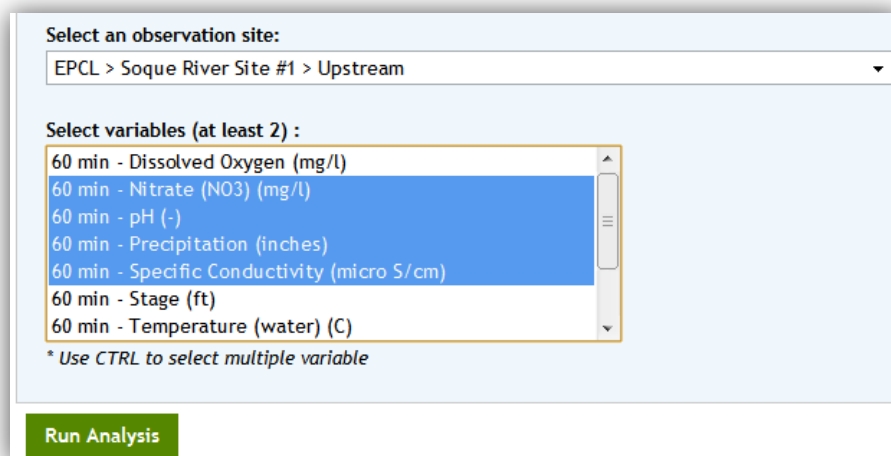 Select an observation site:
EPCL > Soque River Site #1 > Upstream
Select variables (at least 2) :
60 min - Dissolved Oxygen (mg/l)
60 min - Nitrate (NO3) (mg/l)
60 min - pH (-)
60 min - Precipitation (inches)
60 min - Specific Conductivity (micro S/cm)
60 min - Stage (ft)
60 min - Temperature (water) (C)
* Use CTRL to select multiple variable
Run Analysis